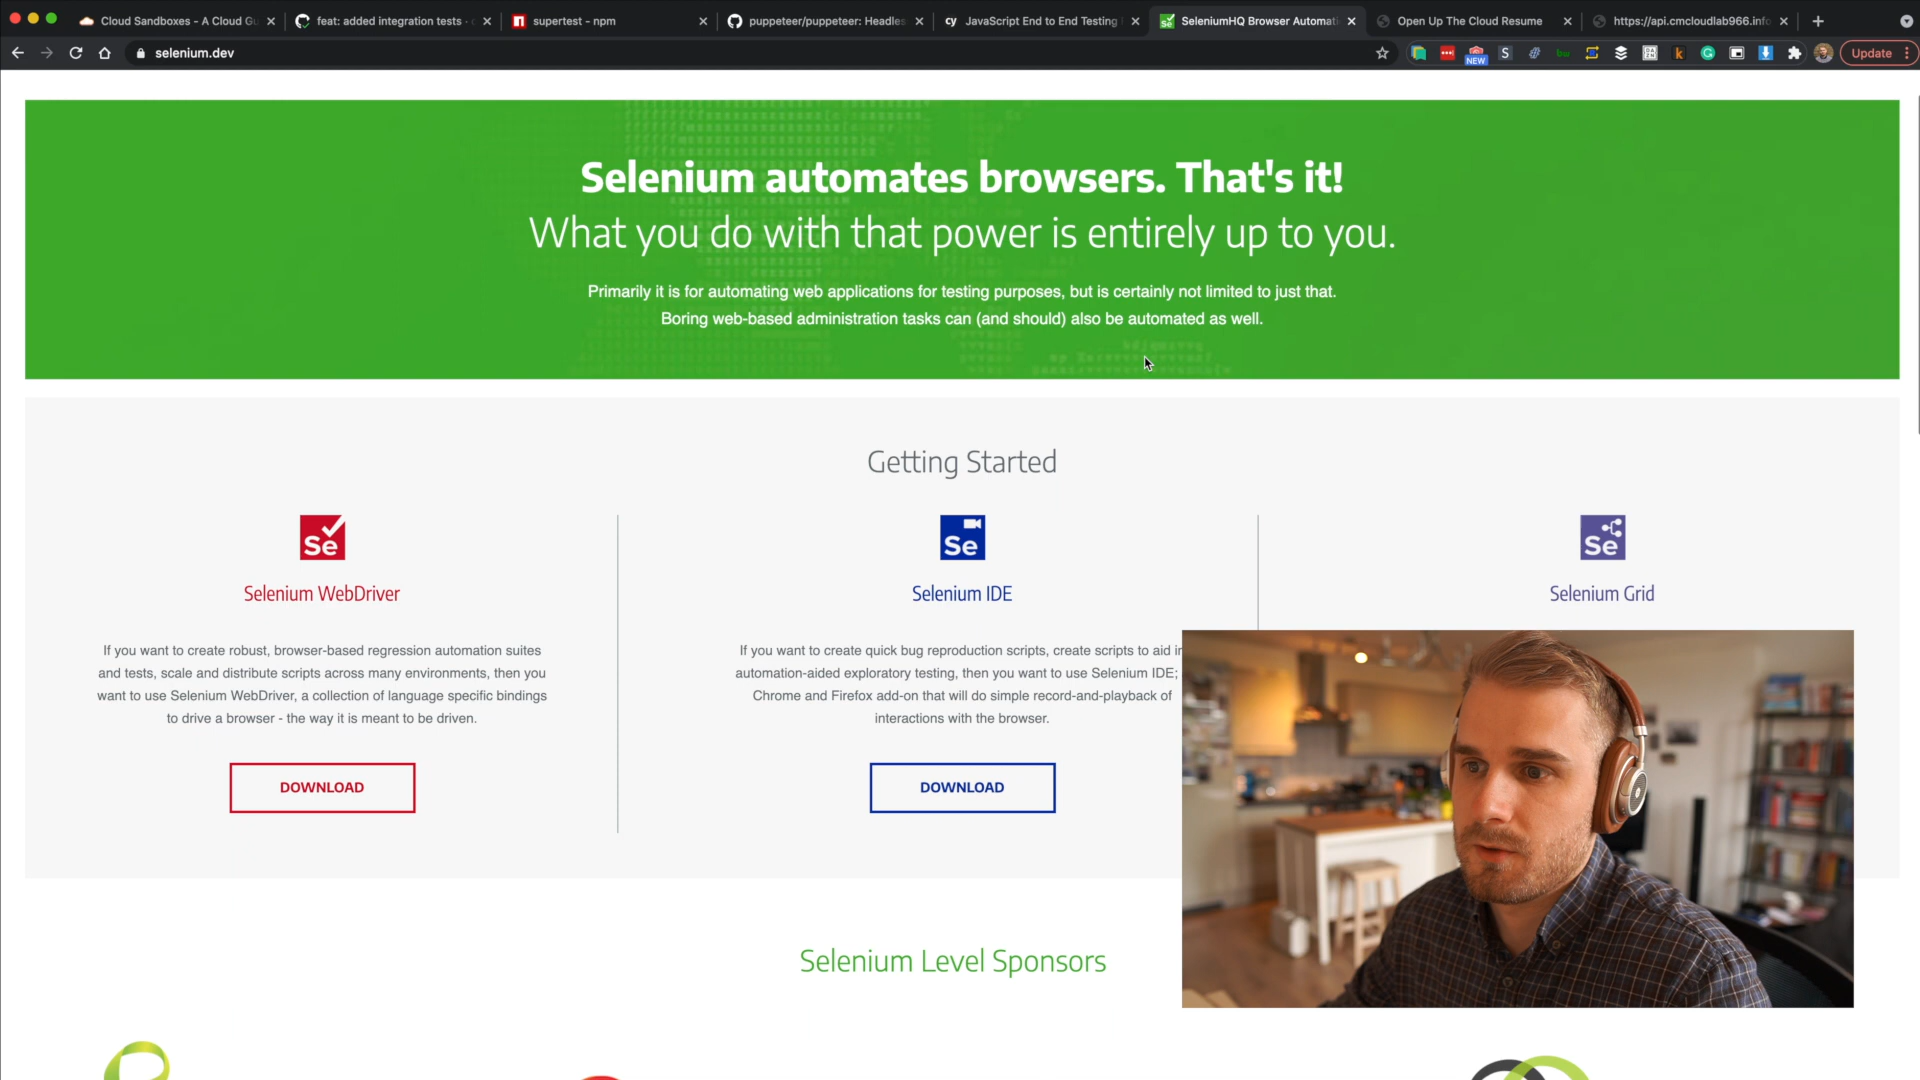 Cloud Sandboxes - A Cloud Gu
feat: added integration tests ·
supertest - npm
puppeteer/puppeteer: Headles
cy JavaScript End to End Testing
SeleniumHQ Browser Automati
Open Up The Cloud Resume
https://api.cmcloudlab966.info
selenium.dev
NEW
Update
Selenium automates browsers. That's it!
What you do with that power is entirely up to you.
Primarily it is for automating web applications for testing purposes, but is certainly not limited to just that.
Boring web-based administration tasks can (and should) also be automated as well.
Getting Started
Se
Selenium WebDriver
If you want to create robust, browser-based regression automation suites
and tests, scale and distribute scripts across many environments, then you
want to use Selenium WebDriver, a collection of language specific bindings
to drive a browser - the way it is meant to be driven.
DOWNLOAD
Se
Selenium IDE
If you want to create quick bug reproduction scripts, create scripts to aid in
automation-aided exploratory testing, then you want to use Selenium IDE;
Chrome and Firefox add-on that will do simple record-and-playback of
interactions with the browser.
DOWNLOAD
Se
Selenium Grid
Selenium Level Sponsors